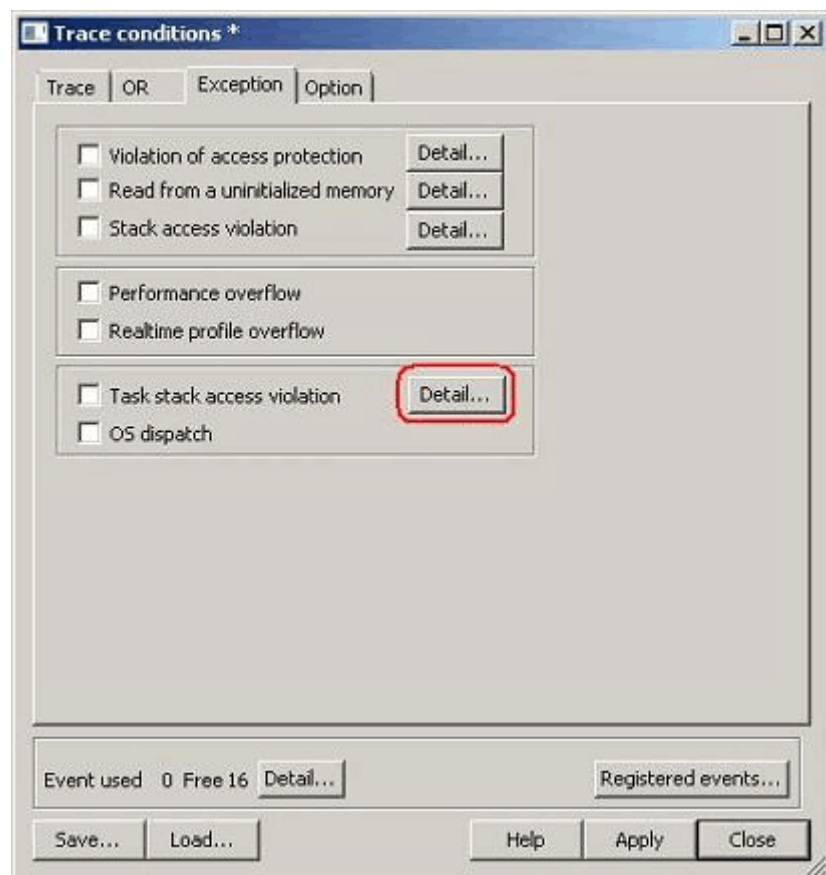 Trace conditions *
Trace OR Exception Option
Violation of access protection Detail...
Read from a uninitialized memory Detail...
Stack access violation Detail...
Performance overflow
Realtime profile overflow
Task stack access violation Detail...
OS dispatch
Event used 0 Free 16 Detail... Registered events...
Save... Load... Help Apply Close